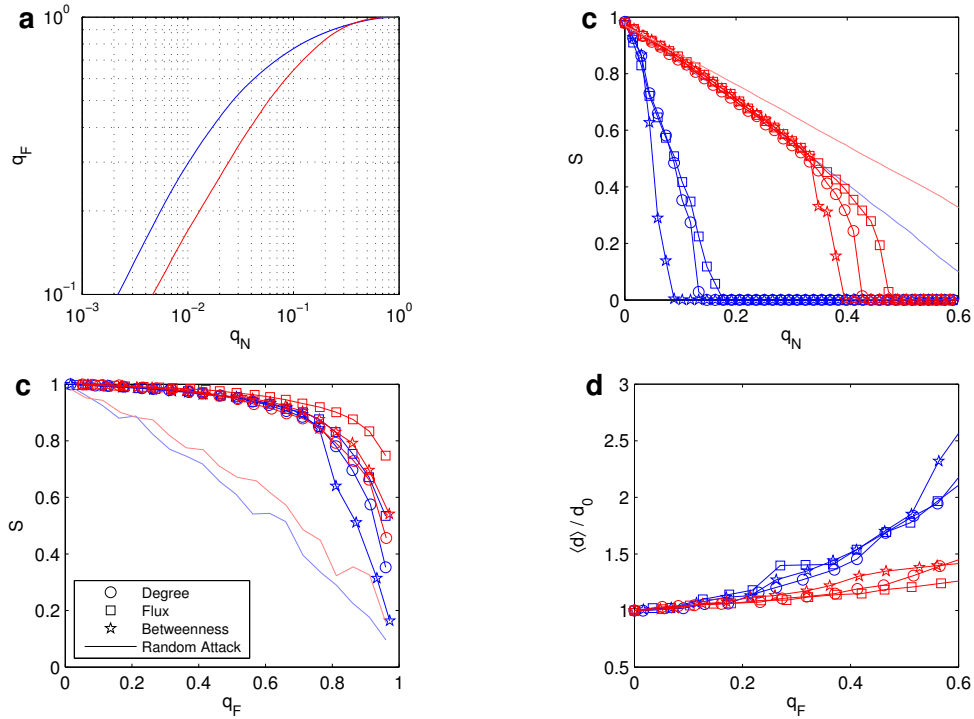 a
10^0
q_F
10^-1
10^-3
10^-2
10^-1
10^0
q_N
c
1
0.8
0.6
0.4
0.2
0
S
0
0.2
0.4
0.6
q_N
c
1
0.8
0.6
0.4
0.2
0
S
Degree
Flux
Betweenness
Random Attack
0
0.2
0.4
0.6
0.8
1
q_F
d
3
2.5
2
1.5
1
0.5
⟨d⟩ / d_0
0
0.2
0.4
0.6
q_F